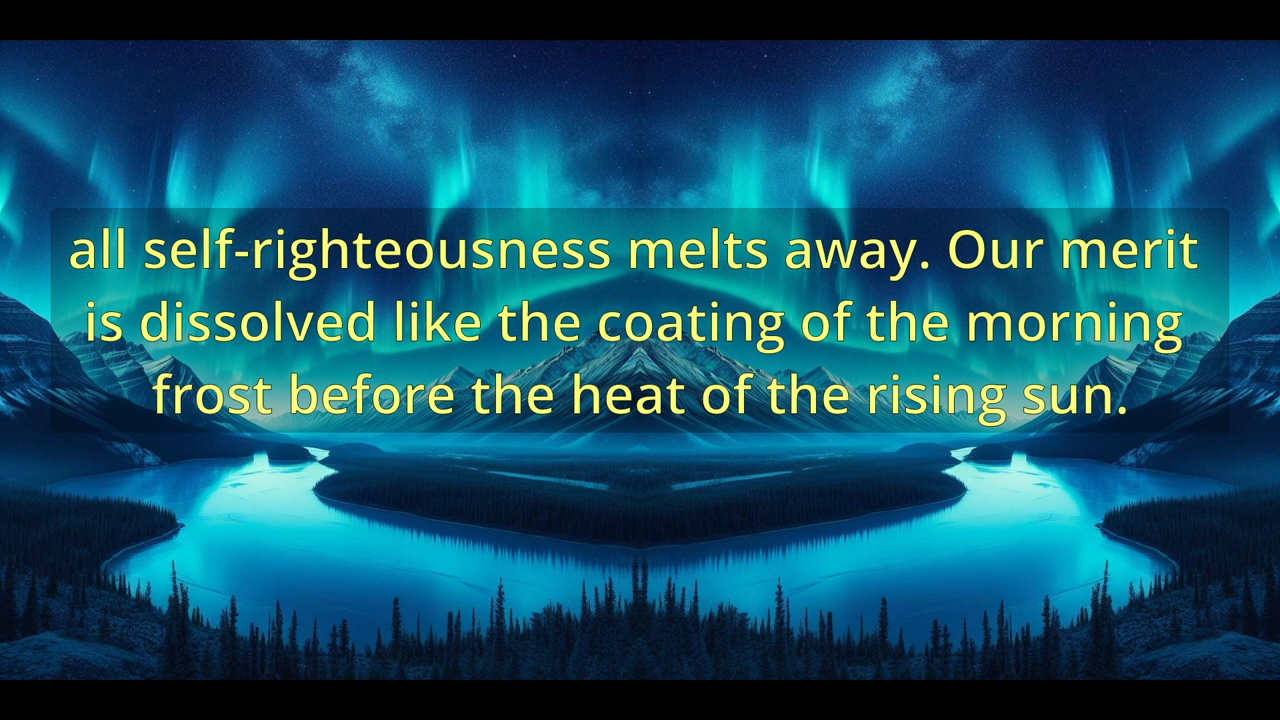 all self-righteousness melts away. Our merit
is dissolved like the coating of the morning
frost before the heat of the rising sun.